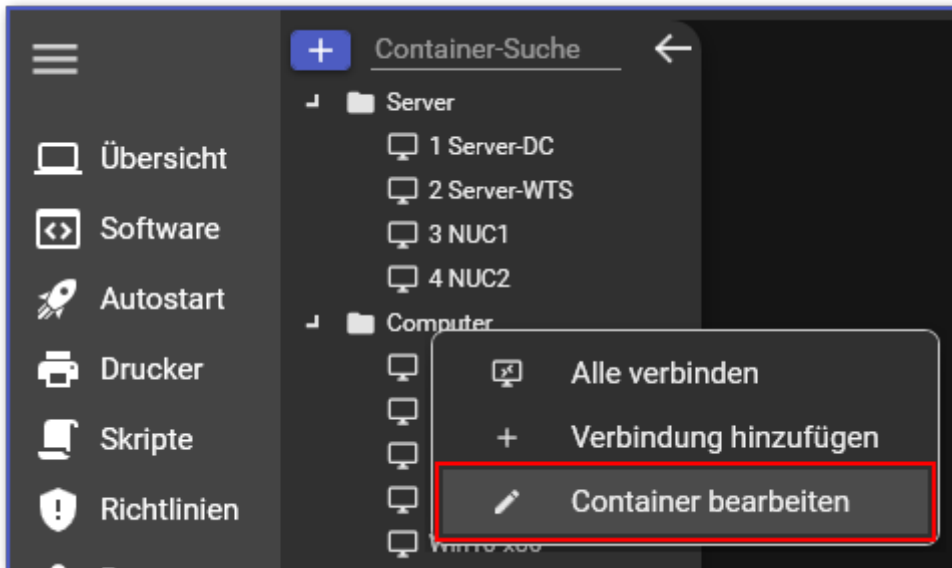 Container-Suche
Server
Übersicht
1 Server-DC
2 Server-WTS
Software
3 NUC1
4 NUC2
Autostart
Computer
Drucker
Alle verbinden
Skripte
Verbindung hinzufügen
Richtlinien
Container bearbeiten